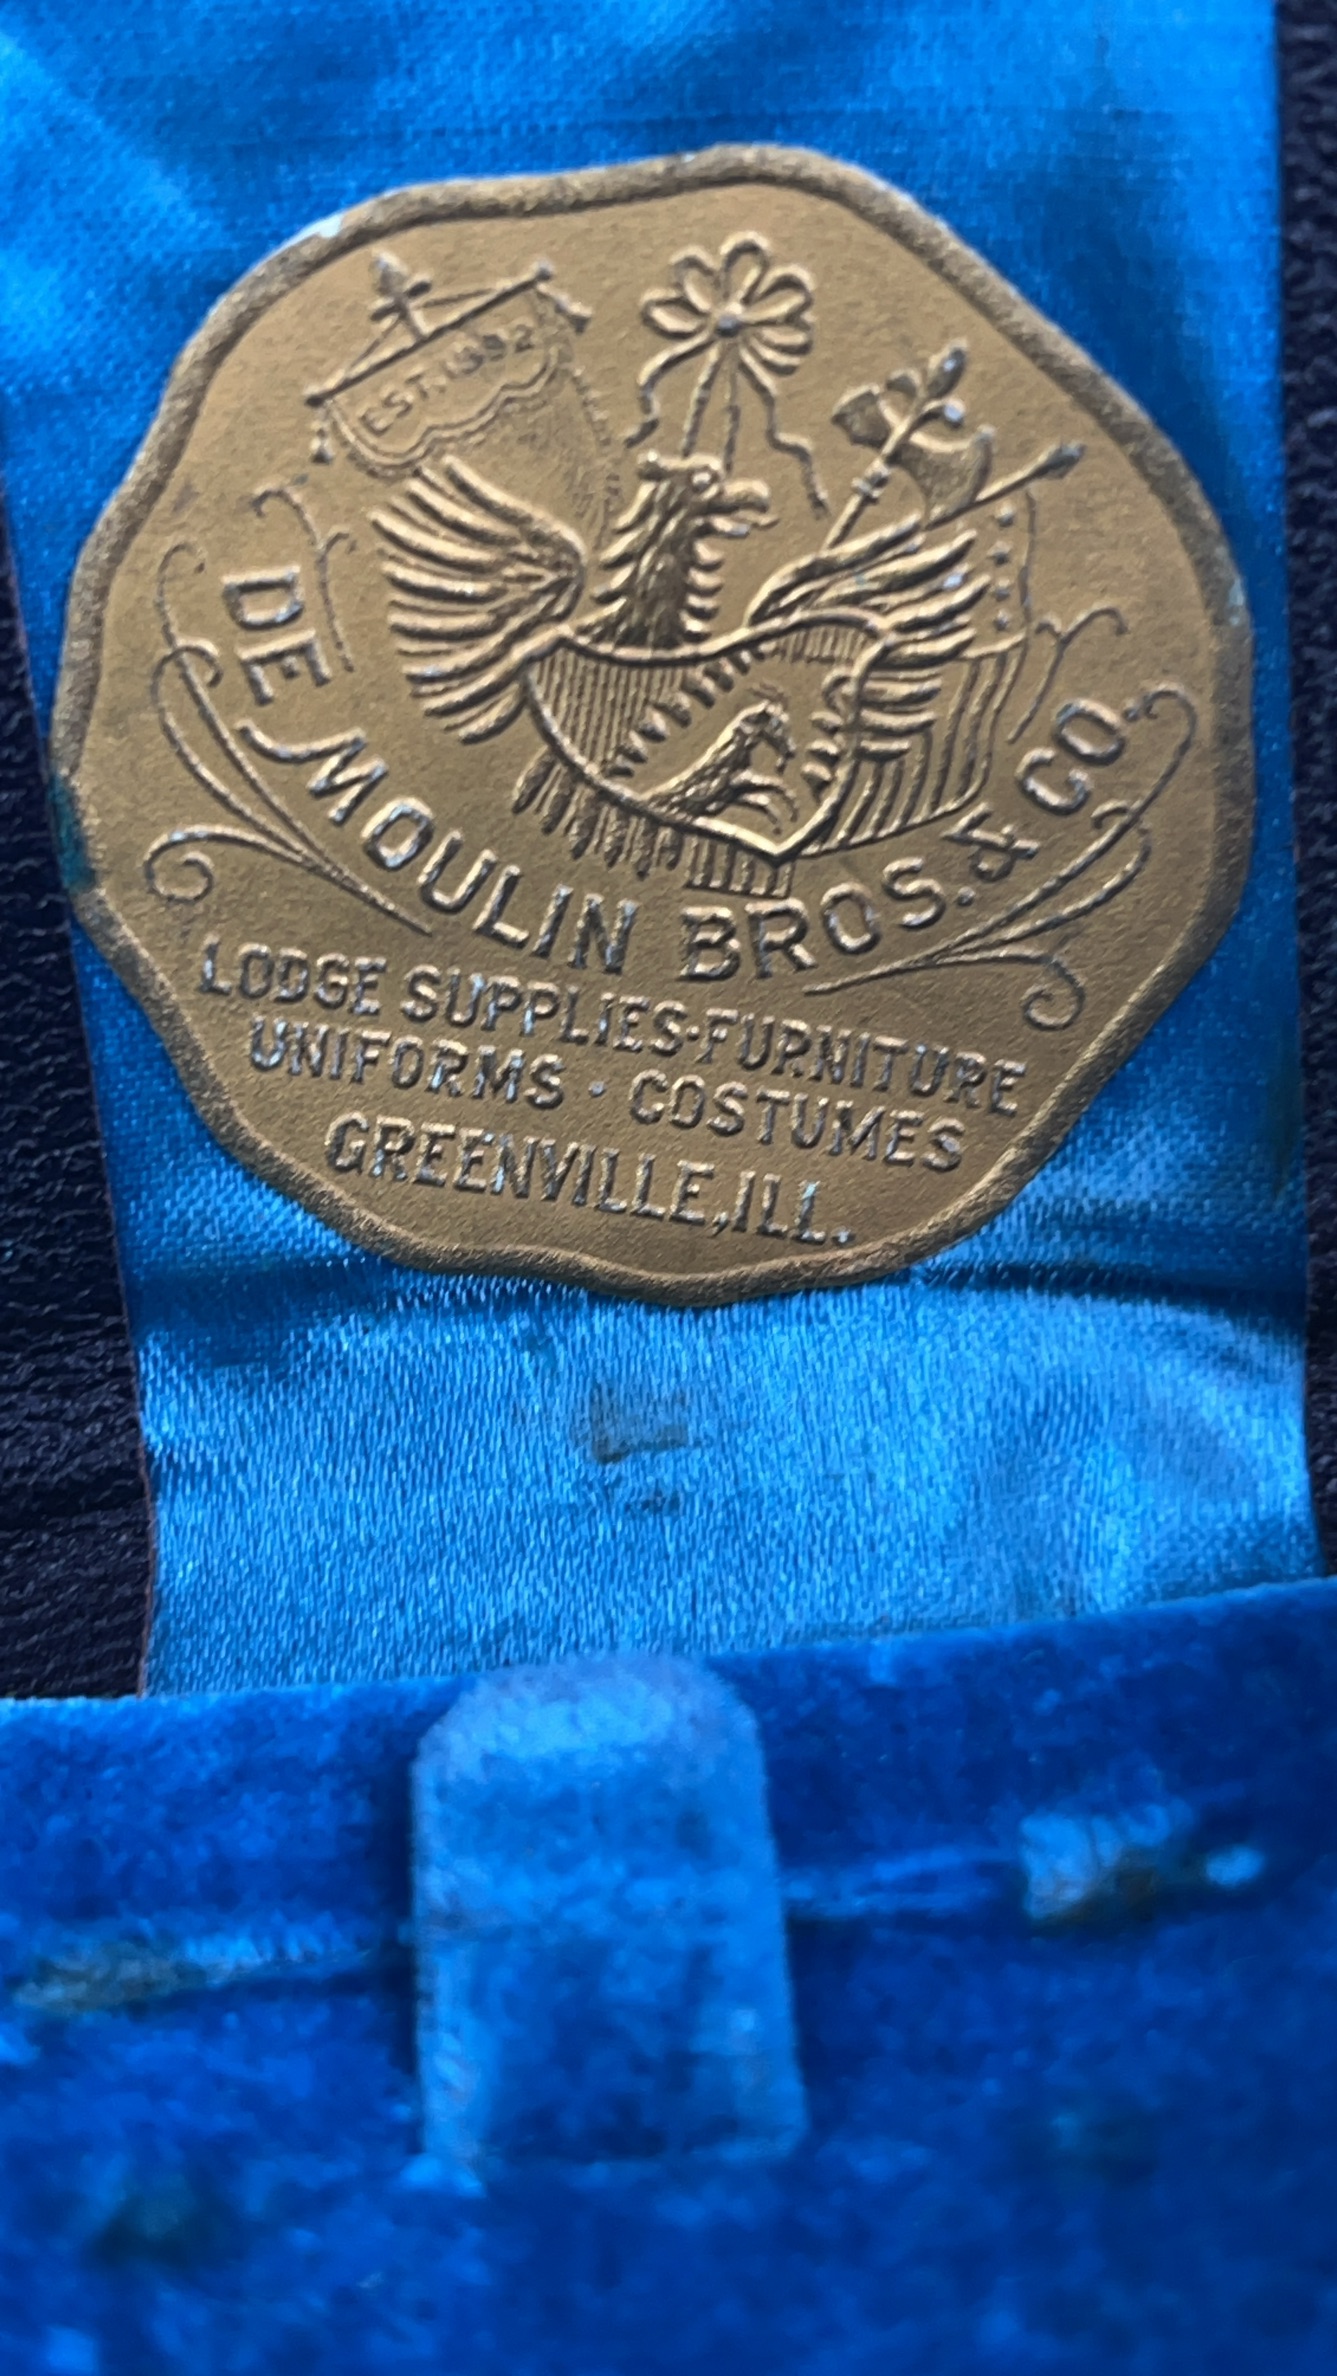 EST. 1892
DE MOULIN BROS. & CO.
LODGE SUPPLIES·FURNITURE
UNIFORMS · COSTUMES
GREENVILLE, ILL.